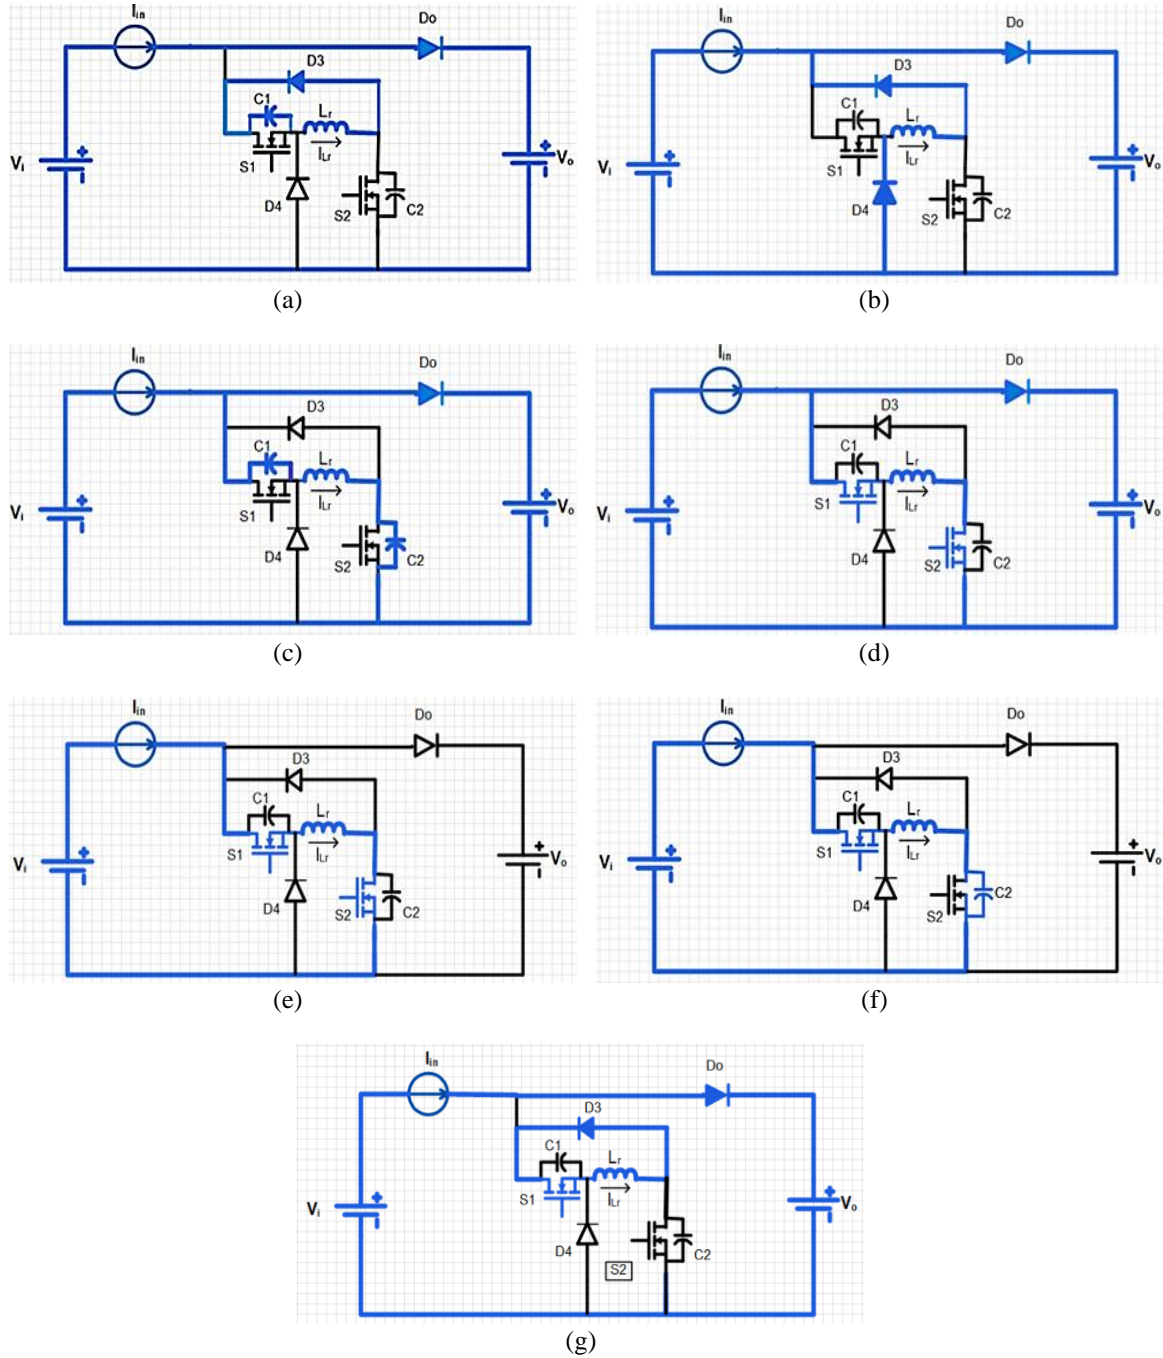 Iin Do Iin Do
D3 D3
C1 Lr C1 Lr
Vi + S1 ILr + Vo Vi + S1 ILr + Vo
D4 S2 C2 D4 S2 C2
(a) (b)
Iin Do Iin Do
D3 D3
C1 Lr C1 Lr
Vi + S1 ILr + Vo Vi + S1 ILr + Vo
D4 S2 C2 D4 S2 C2
(c) (d)
Iin Do Iin Do
D3 D3
C1 Lr C1 Lr
Vi + S1 ILr + Vo Vi + S1 ILr + Vo
D4 S2 C2 D4 S2 C2
(e) (f)
Iin Do
D3
C1 Lr
Vi + S1 ILr + Vo
D4 S2 C2
(g)